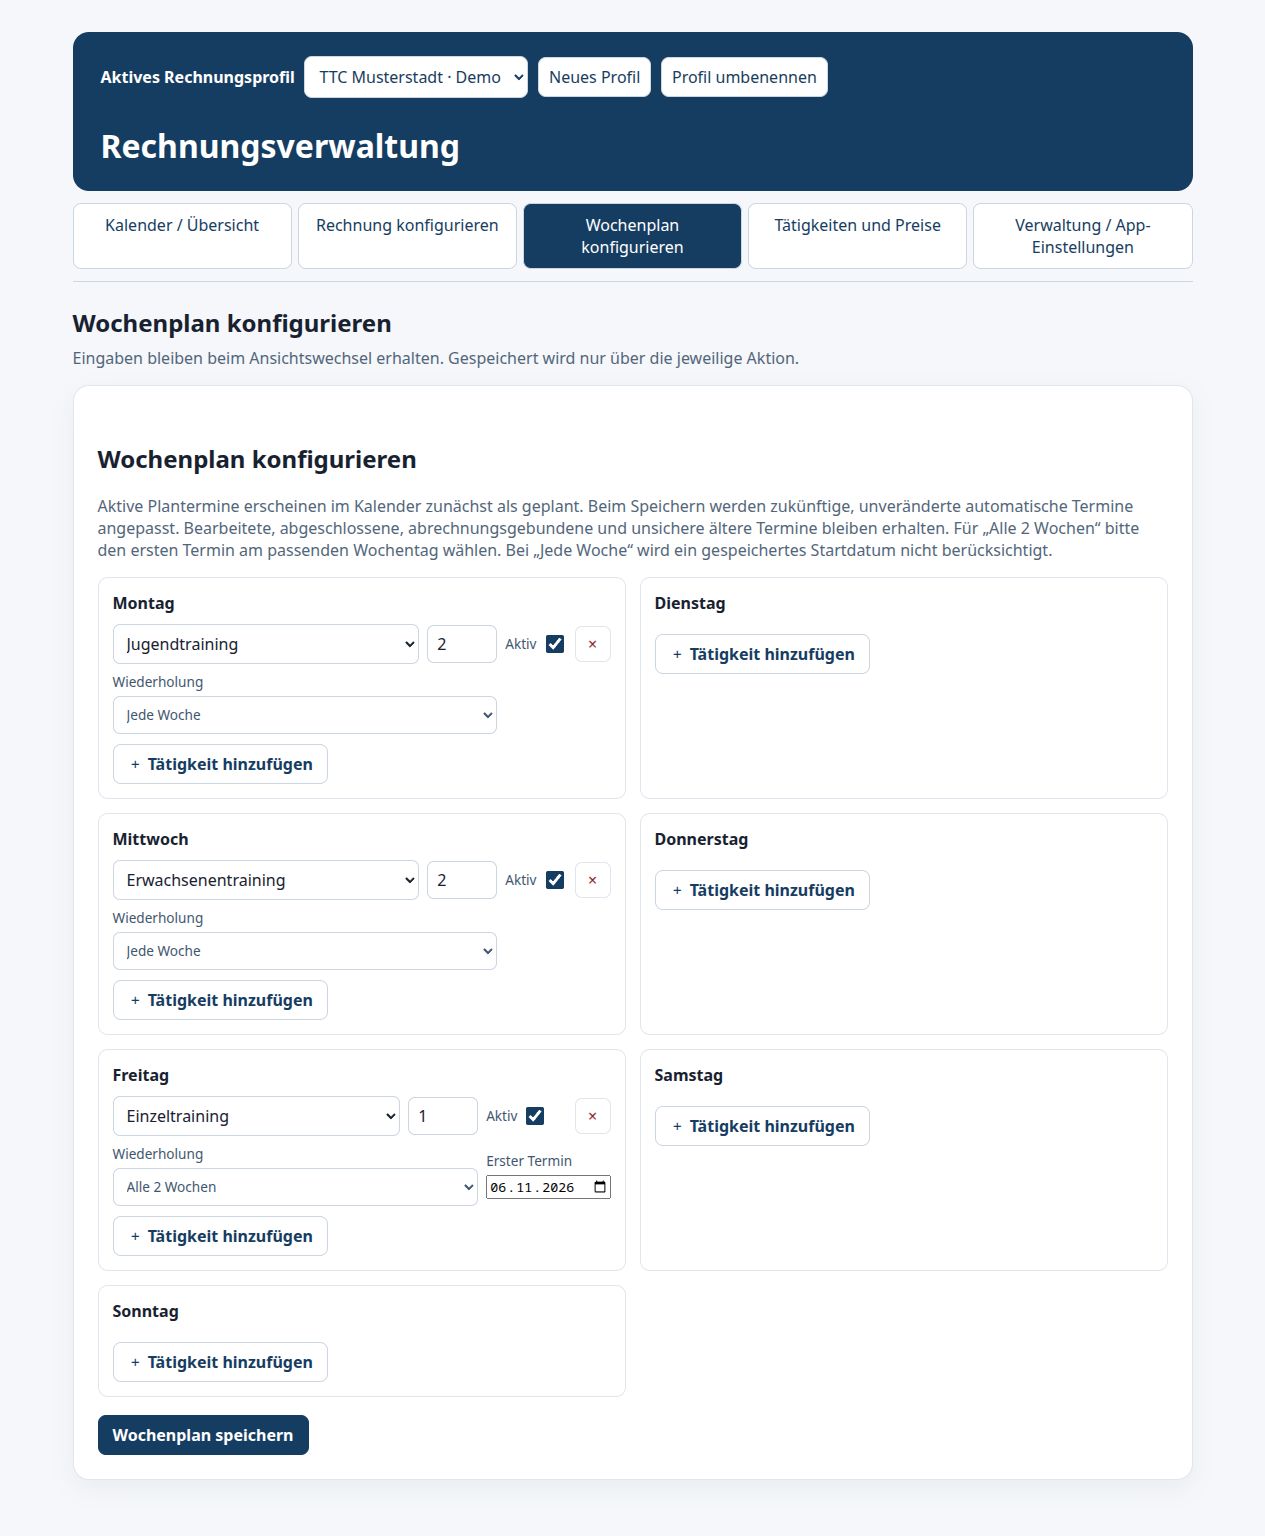 Aktives Rechnungsprofil TTC Musterstadt · Demo Neues Profil Profil umbenennen
Rechnungsverwaltung
Kalender / Übersicht
Rechnung konfigurieren
Wochenplan
konfigurieren
Tätigkeiten und Preise
Verwaltung / App-
Einstellungen
Wochenplan konfigurieren
Eingaben bleiben beim Ansichtswechsel erhalten. Gespeichert wird nur über die jeweilige Aktion.
Wochenplan konfigurieren
Aktive Plantermine erscheinen im Kalender zunächst als geplant. Beim Speichern werden zukünftige, unveränderte automatische Termine
angepasst. Bearbeitete, abgeschlossene, abrechnungsgebundene und unsichere ältere Termine bleiben erhalten. Für „Alle 2 Wochen“ bitte
den ersten Termin am passenden Wochentag wählen. Bei „Jede Woche“ wird ein gespeichertes Startdatum nicht berücksichtigt.
Montag
Jugendtraining 2 Aktiv ×
Wiederholung
Jede Woche
+ Tätigkeit hinzufügen
Dienstag
+ Tätigkeit hinzufügen
Mittwoch
Erwachsenentraining 2 Aktiv ×
Wiederholung
Jede Woche
+ Tätigkeit hinzufügen
Donnerstag
+ Tätigkeit hinzufügen
Freitag
Einzeltraining 1 Aktiv ×
Wiederholung
Alle 2 Wochen
Erster Termin
06.11.2026
+ Tätigkeit hinzufügen
Samstag
+ Tätigkeit hinzufügen
Sonntag
+ Tätigkeit hinzufügen
Wochenplan speichern